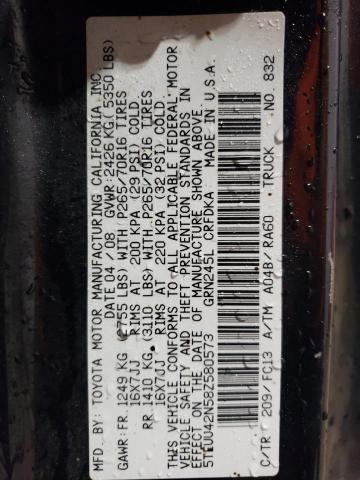 MFD. BY: TOYOTA MOTOR MANUFACTURING CALIFORNIA, INC.
DATE 04 / 08 GVWR: 2426 KG ( 5350 LBS)
GAWR: FR. 1249 KG (2755 LBS) WITH: P265/70R16 TIRES
16X7JJ RIMS AT 200 KPA (29 PSI) COLD
RR. 1410 KG (3110 LBS) WITH: P265/70R16 TIRES
16X7JJ RIMS AT 220 KPA (32 PSI) COLD
THIS VEHICLE CONFORMS TO ALL APPLICABLE FEDERAL MOTOR
VEHICLE SAFETY AND THEFT PREVENTION STANDARDS IN
EFFECT ON THE DATE OF MANUFACTURE SHOWN ABOVE.
5TEUU42N58Z580573 GRN245L CRFDKA MADE IN U.S.A.
C/TR: 209/FC13 A/TM A04B/RA60 TRUCK NO. 832